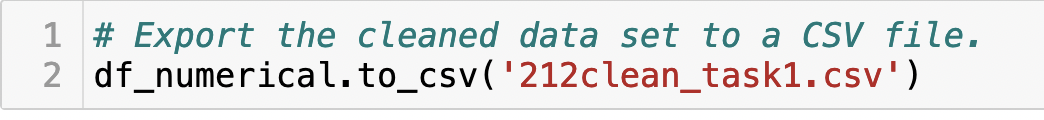 1 # Export the cleaned data set to a CSV file.
2 df_numerical.to_csv('212clean_task1.csv')